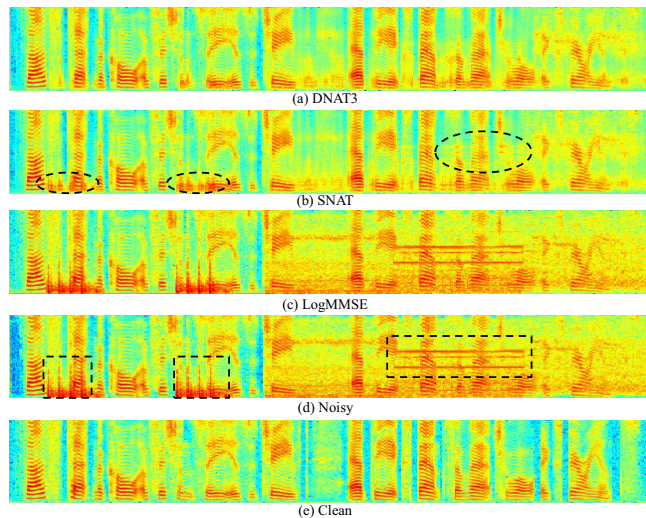 (a) DNAT3
(b) SNAT
(c) LogMMSE
(d) Noisy
(e) Clean